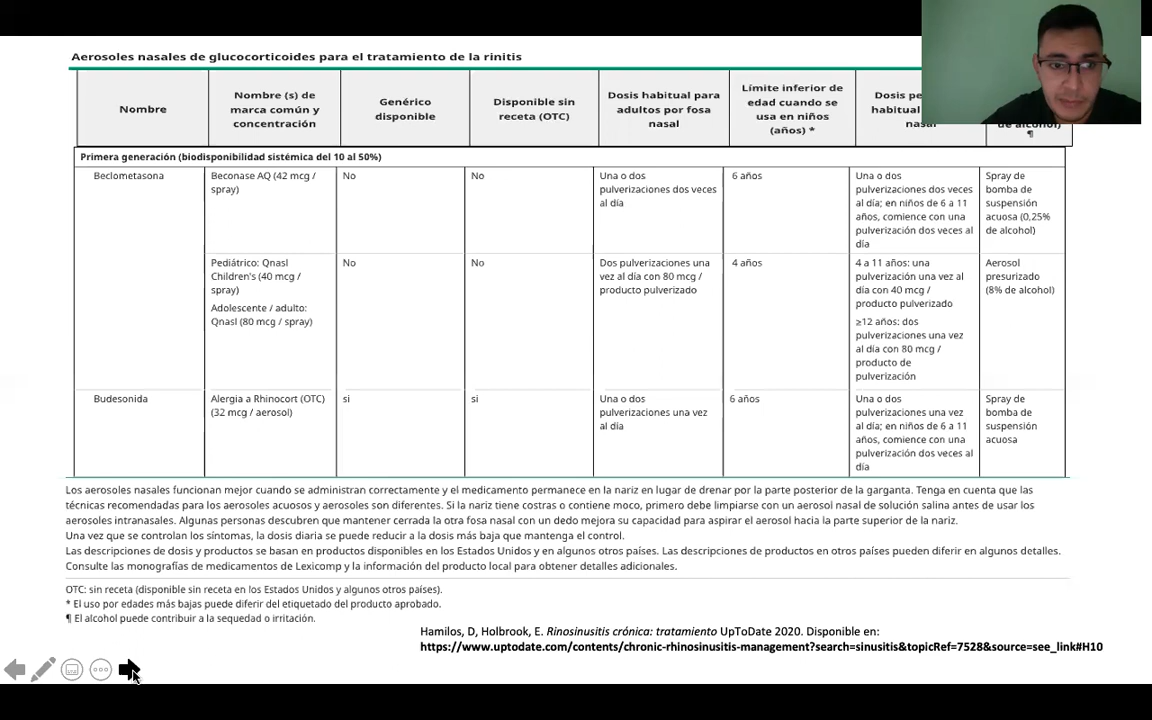 Aerosoles nasales de glucocorticoides para el tratamiento de la rinitis
Nombre
Nombre (s) de
marca común y
concentración
Genérico
disponible
Disponible sin
receta (OTC)
Dosis habitual para
adultos por fosa
nasal
Límite inferior de
edad cuando se
usa en niños
(años) *
Dosis
habitual
de alcohol)
¶
Primera generación (biodisponibilidad sistémica del 10 al 50%)
Beclometasona
Beconase AQ (42 mcg /
spray)
No
No
Una o dos
pulverizaciones dos veces
al día
6 años
Una o dos
pulverizaciones dos veces
al día; en niños de 6 a 11
años, comience con una
pulverización dos veces al
día
Spray de
bomba de
suspensión
acuosa (0,25%
de alcohol)
Pediátrico: Qnasl
Children's (40 mcg /
spray)
Adolescente / adulto:
Qnasl (80 mcg / spray)
No
No
Dos pulverizaciones una
vez al día con 80 mcg /
producto pulverizado
4 años
4 a 11 años: una
pulverización una vez al
día con 40 mcg /
producto pulverizado
≥12 años: dos
pulverizaciones una vez
al día con 80 mcg /
producto de
pulverización
Aerosol
presurizado
(8% de alcohol)
Budesonida
Alergia a Rhinocort (OTC)
(32 mcg / aerosol)
si
si
Una o dos
pulverizaciones una vez
al día
6 años
Una o dos
pulverizaciones una vez
al día; en niños de 6 a 11
años, comience con una
pulverización dos veces al
día
Spray de
bomba de
suspensión
acuosa
Los aerosoles nasales funcionan mejor cuando se administran correctamente y el medicamento permanece en la nariz en lugar de drenar por la parte posterior de la garganta. Tenga en cuenta que las
técnicas recomendadas para los aerosoles acuosos y aerosoles son diferentes. Si la nariz tiene costras o contiene moco, primero debe limpiarse con un aerosol nasal de solución salina antes de usar los
aerosoles intranasales. Algunas personas descubren que mantener cerrada la otra fosa nasal con un dedo mejora su capacidad para aspirar el aerosol hacia la parte superior de la nariz.
Una vez que se controlan los síntomas, la dosis diaria se puede reducir a la dosis más baja que mantenga el control.
Las descripciones de dosis y productos se basan en productos disponibles en los Estados Unidos y en algunos otros países. Las descripciones de productos en otros países pueden diferir en algunos detalles.
Consulte las monografías de medicamentos de Lexicomp y la información del producto local para obtener detalles adicionales.
OTC: sin receta (disponible sin receta en los Estados Unidos y algunos otros países).
* El uso por edades más bajas puede diferir del etiquetado del producto aprobado.
¶ El alcohol puede contribuir a la sequedad o irritación.
Hamilos, D, Holbrook, E. Rinosinusitis crónica: tratamiento UpToDate 2020. Disponible en:
https://www.uptodate.com/contents/chronic-rhinosinusitis-management?search=sinusitis&topicRef=7528&source=see_link#H10